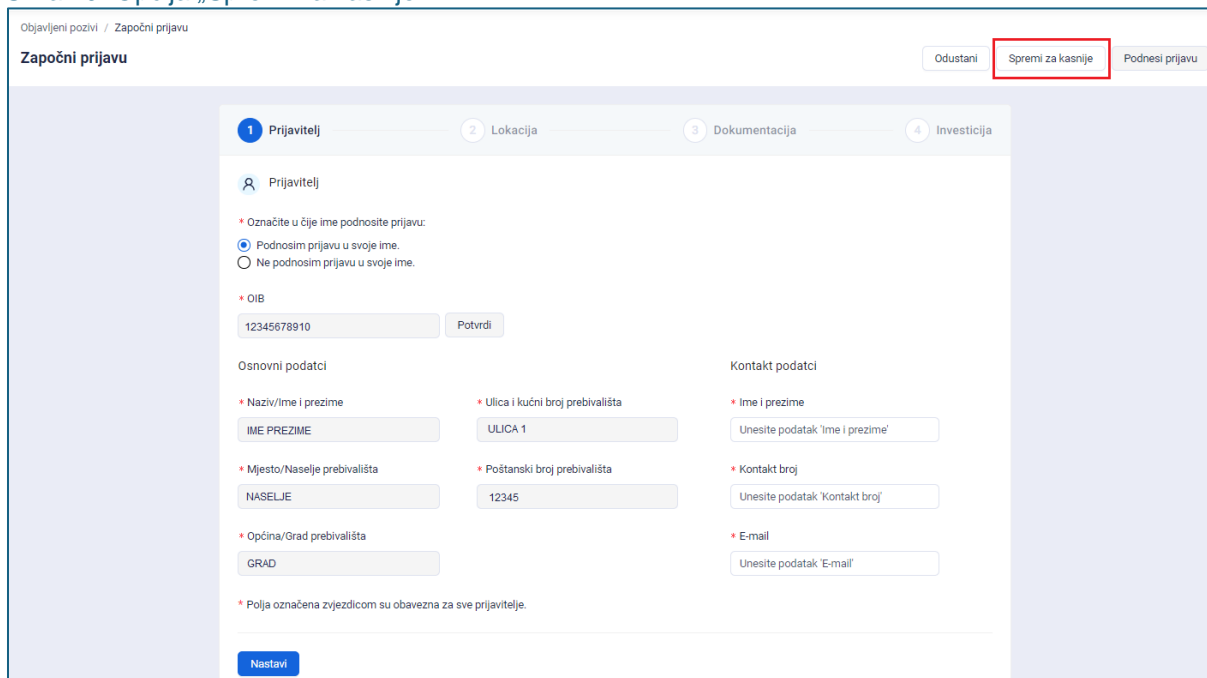 Objavljeni pozivi / Započni prijavu
Započni prijavu
Odustani Spremi za kasnije Podnesi prijavu
1 Prijavitelj 2 Lokacija 3 Dokumentacija 4 Investicija
Prijavitelj
* Označite u čije ime podnosite prijavu:
Podnosim prijavu u svoje ime.
Ne podnosim prijavu u svoje ime.
* OIB
12345678910 Potvrdi
Osnovni podatci Kontakt podatci
* Naziv/Ime i prezime * Ulica i kućni broj prebivališta * Ime i prezime
IME PREZIME ULICA 1 Unesite podatak 'Ime i prezime'
* Mjesto/Naselje prebivališta * Poštanski broj prebivališta * Kontakt broj
NASELJE 12345 Unesite podatak 'Kontakt broj'
* Općina/Grad prebivališta * E-mail
GRAD Unesite podatak 'E-mail'
* Polja označena zvjezdicom su obavezna za sve prijavitelje.
Nastavi